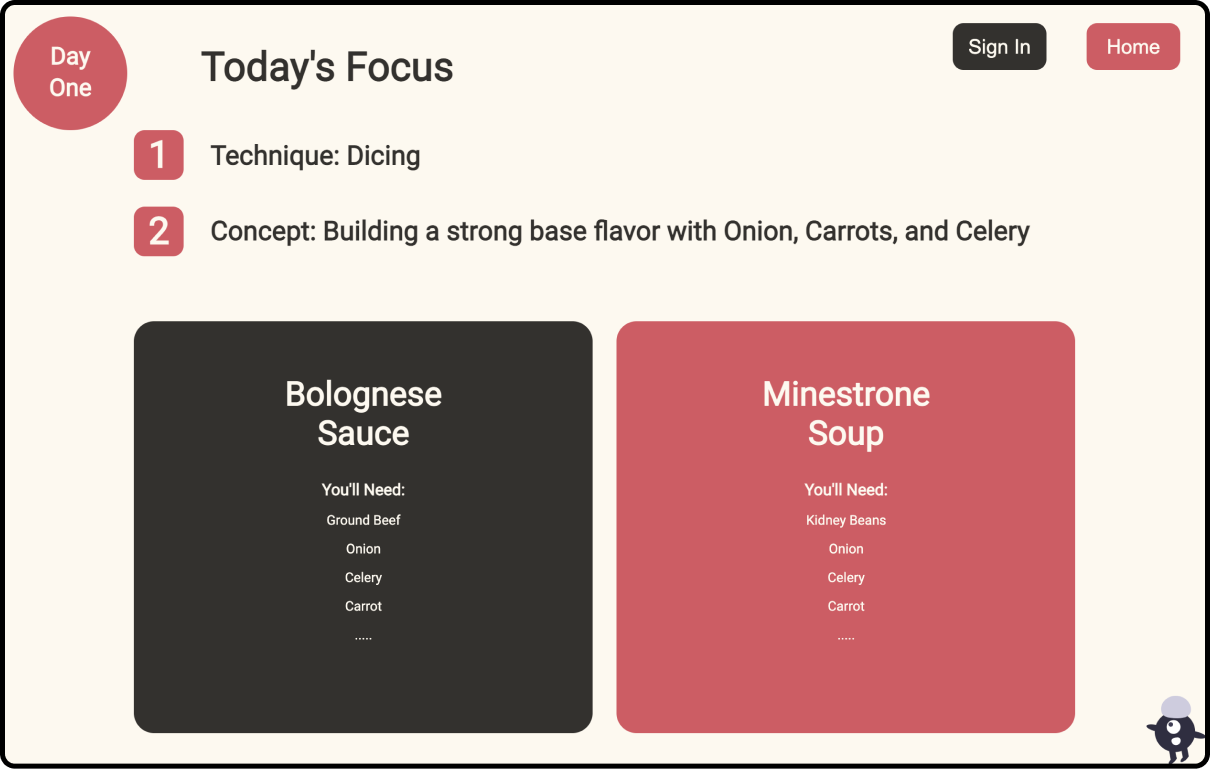 Day
One
Today's Focus
Sign In
Home
1
Technique: Dicing
2
Concept: Building a strong base flavor with Onion, Carrots, and Celery
Bolognese
Sauce
You'll Need:
Ground Beef
Onion
Celery
Carrot
.....
Minestrone
Soup
You'll Need:
Kidney Beans
Onion
Celery
Carrot
.....